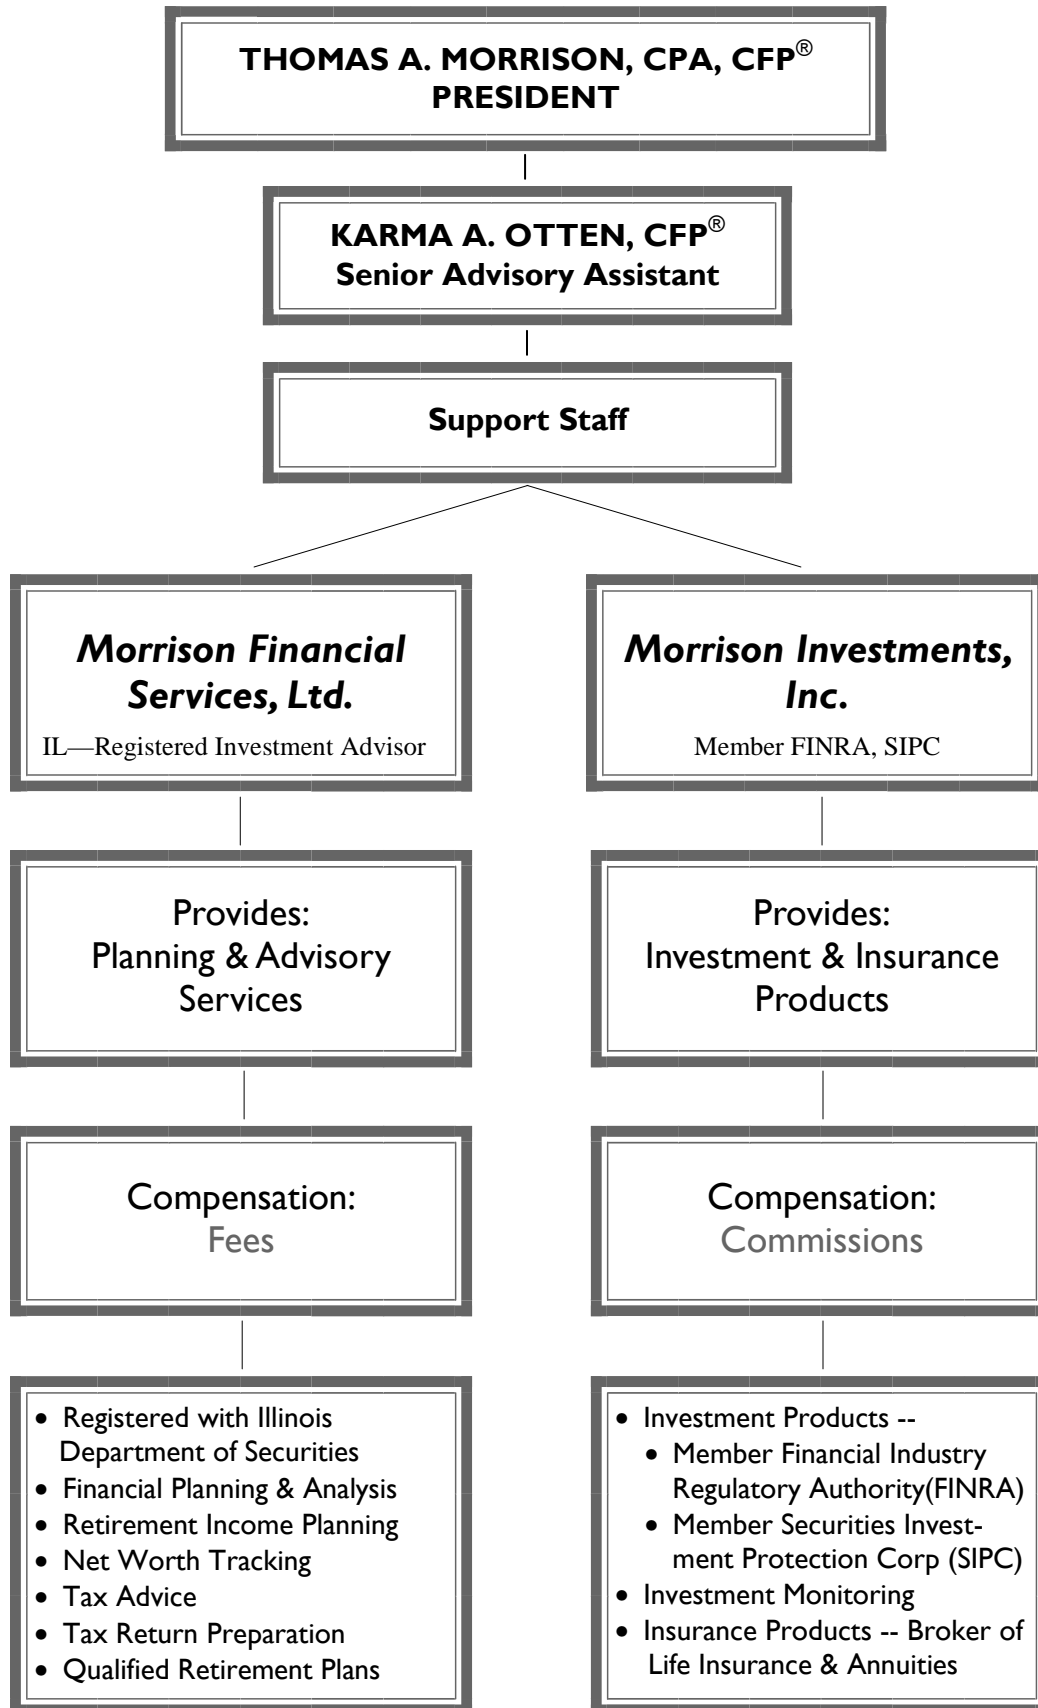 THOMAS A. MORRISON, CPA, CFP®
PRESIDENT
KARMA A. OTTEN, CFP®
Senior Advisory Assistant
Support Staff
Morrison Financial
Services, Ltd.
IL—Registered Investment Advisor
Morrison Investments,
Inc.
Member FINRA, SIPC
Provides:
Planning & Advisory
Services
Provides:
Investment & Insurance
Products
Compensation:
Fees
Compensation:
Commissions
• Registered with Illinois
Department of Securities
• Financial Planning & Analysis
• Retirement Income Planning
• Net Worth Tracking
• Tax Advice
• Tax Return Preparation
• Qualified Retirement Plans
• Investment Products --
• Member Financial Industry
Regulatory Authority(FINRA)
• Member Securities Invest-
ment Protection Corp (SIPC)
• Investment Monitoring
• Insurance Products -- Broker of
Life Insurance & Annuities